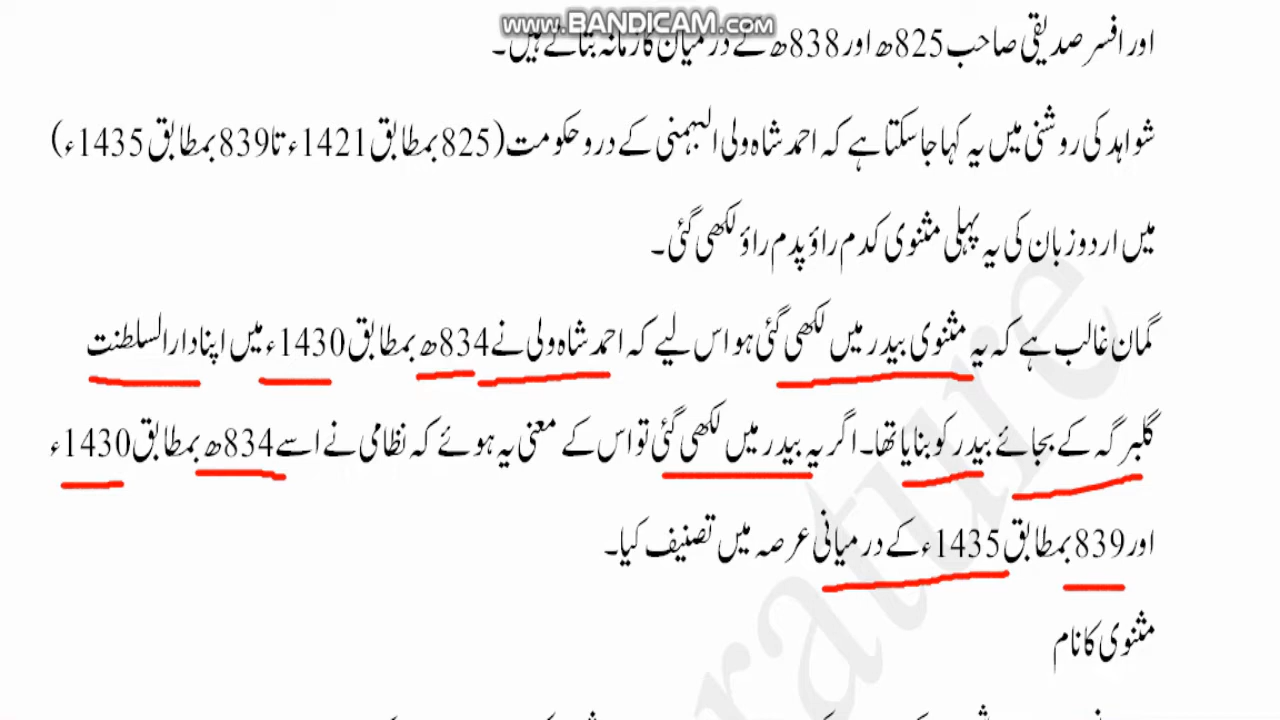 www.BANDICAM.com
اور افسر صدیقی صاحب 825ھ اور 838ھ کے درمیان کا زمانہ بتاتے ہیں۔
شواہد کی روشنی میں یہ کہا جاسکتا ہے کہ احمد شاہ ولی البہمنی کے درو حکومت (825 بمطابق 1421ء تا 839 بمطابق 1435ء)
میں اردو زبان کی یہ پہلی مثنوی کدم راؤ پدم راؤ لکھی گئی۔
گمان غالب ہے کہ یہ مثنوی بیدر میں لکھی گئی ہو اس لیے کہ احمد شاہ ولی نے 834ھ بمطابق 1430ء میں اپنا دار السلطنت
گلبرگہ کے بجائے بیدر کو بنایا تھا۔ اگر یہ بیدر میں لکھی گئی تو اس کے معنی یہ ہوئے کہ نظامی نے اسے 834ھ بمطابق 1430ء
اور 839 بمطابق 1435ء کے درمیانی عرصہ میں تصنیف کیا۔
مثنوی کا نام
rature